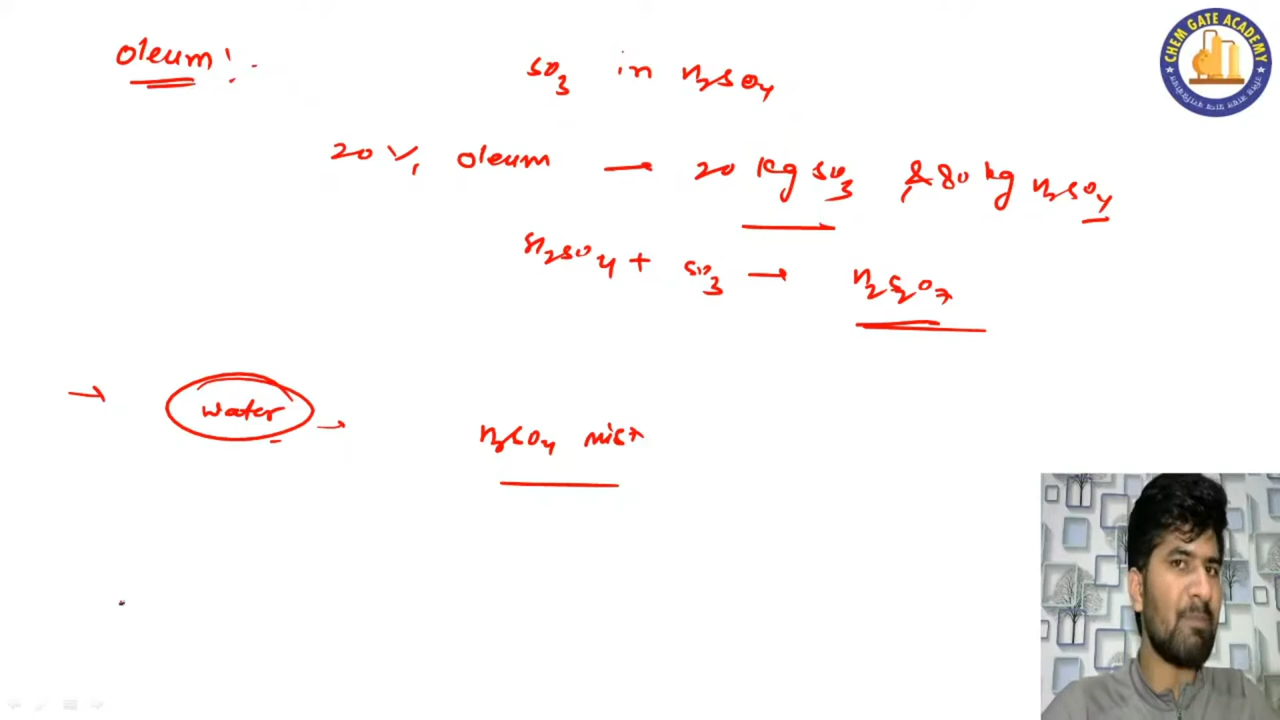 Oleum :-
SO3 in H2SO4
20 % oleum → 20 kg SO3 & 80 kg H2SO4
H2SO4 + SO3 → H2S2O7
→ water → H2SO4 mist
CHEM GATE ACADEMY